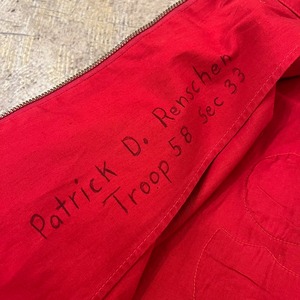 Patrick D. Renschen
Troop 58 Sec 33